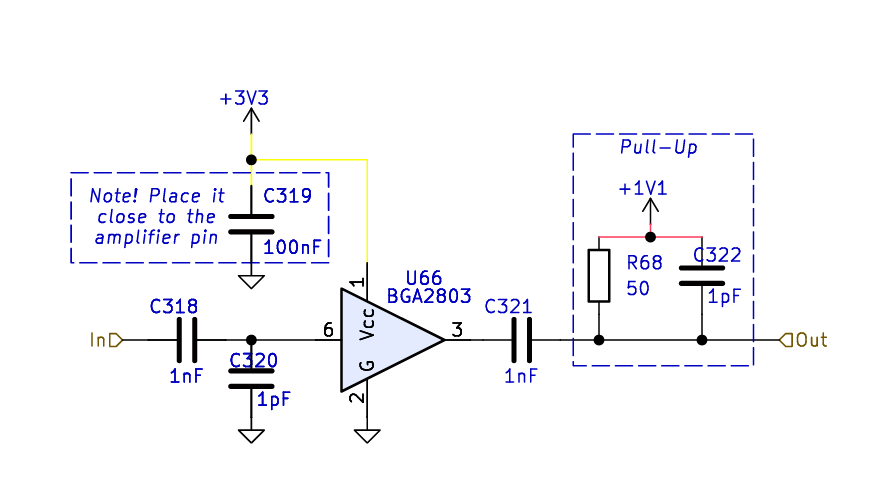 +3V3
Pull-Up
+1V1
Note! Place it
close to the
amplifier pin
C319
100nF
R68
50
C322
1pF
U66
BGA2803
1
Vcc
6
3
G
2
C318
1nF
C320
1pF
C321
1nF
In
Out